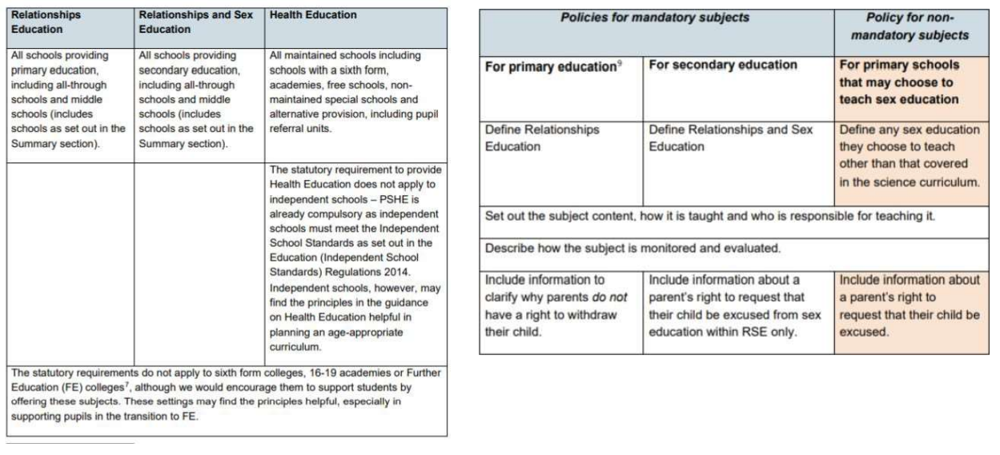 Relationships
Education
Relationships and Sex
Education
Health Education
All schools providing
primary education,
including all-through
schools and middle
schools (includes
schools as set out in the
Summary section).
All schools providing
secondary education,
including all-through
schools and middle
schools (includes
schools as set out in the
Summary section).
All maintained schools including
schools with a sixth form,
academies, free schools, non-
maintained special schools and
alternative provision, including pupil
referral units.
The statutory requirement to provide
Health Education does not apply to
independent schools – PSHE is
already compulsory as independent
schools must meet the Independent
School Standards as set out in the
Education (Independent School
Standards) Regulations 2014.
Independent schools, however, may
find the principles in the guidance
on Health Education helpful in
planning an age-appropriate
curriculum.
The statutory requirements do not apply to sixth form colleges, 16-19 academies or Further
Education (FE) colleges⁷, although we would encourage them to support students by
offering these subjects. These settings may find the principles helpful, especially in
supporting pupils in the transition to FE.
Policies for mandatory subjects
Policy for non-
mandatory subjects
For primary education⁹
For secondary education
For primary schools
that may choose to
teach sex education
Define Relationships
Education
Define Relationships and Sex
Education
Define any sex education
they choose to teach
other than that covered
in the science curriculum.
Set out the subject content, how it is taught and who is responsible for teaching it.
Describe how the subject is monitored and evaluated.
Include information to
clarify why parents do not
have a right to withdraw
their child.
Include information about a
parent's right to request that
their child be excused from sex
education within RSE only.
Include information about
a parent's right to
request that their child be
excused.